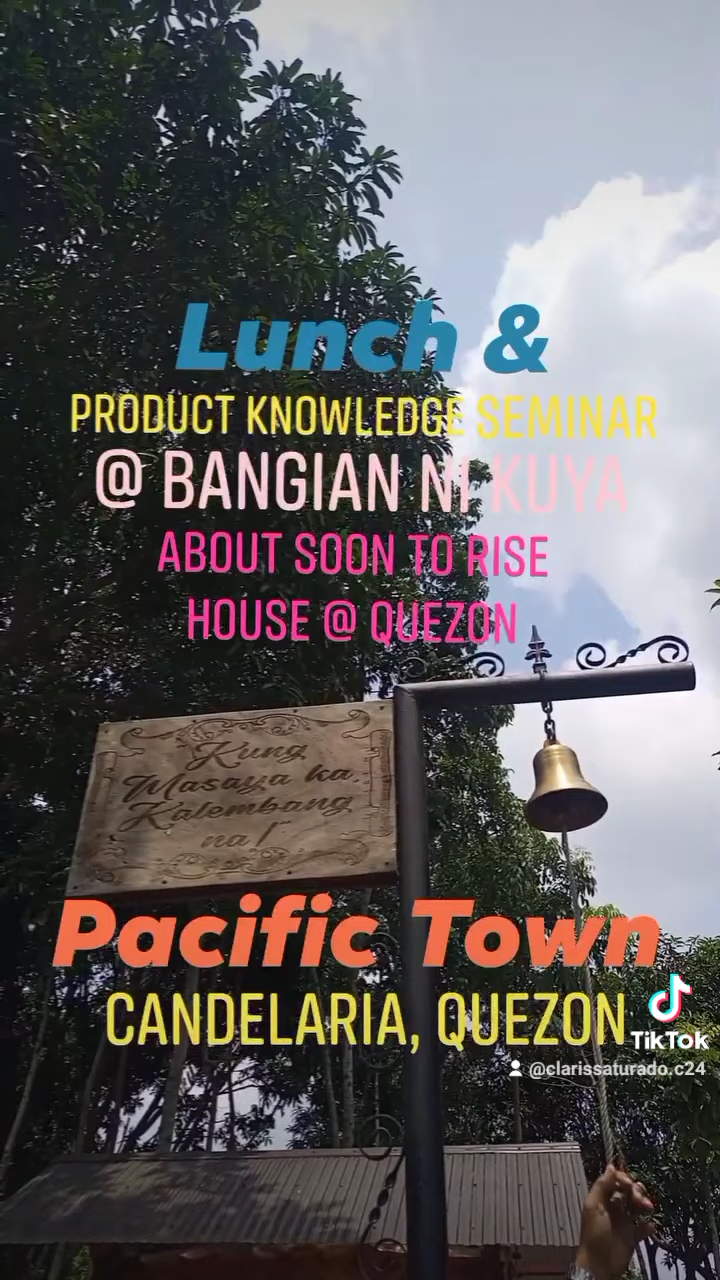 Lunch &
PRODUCT KNOWLEDGE SEMINAR
@ BANGIAN NI KUYA
ABOUT SOON TO RISE
HOUSE @ QUEZON
Kung
Masaya ka,
Kalembang
na!"
Pacific Town
CANDELARIA, QUEZON
TikTok
@clarissaturado.c24